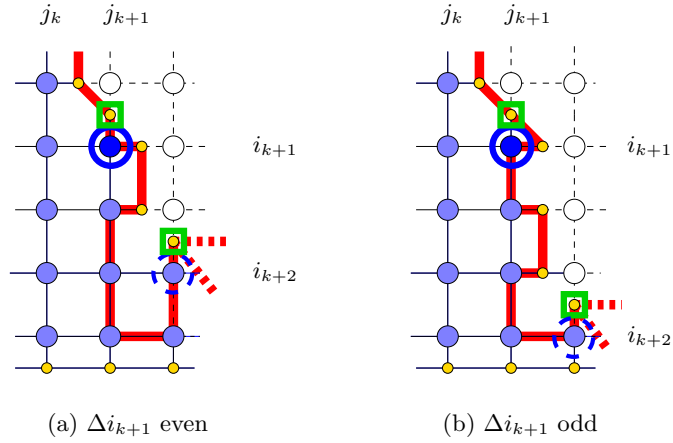 j_k j_{k+1} j_k j_{k+1}
i_{k+1} i_{k+1}
i_{k+2}
i_{k+2}
(a) Δi_{k+1} even (b) Δi_{k+1} odd